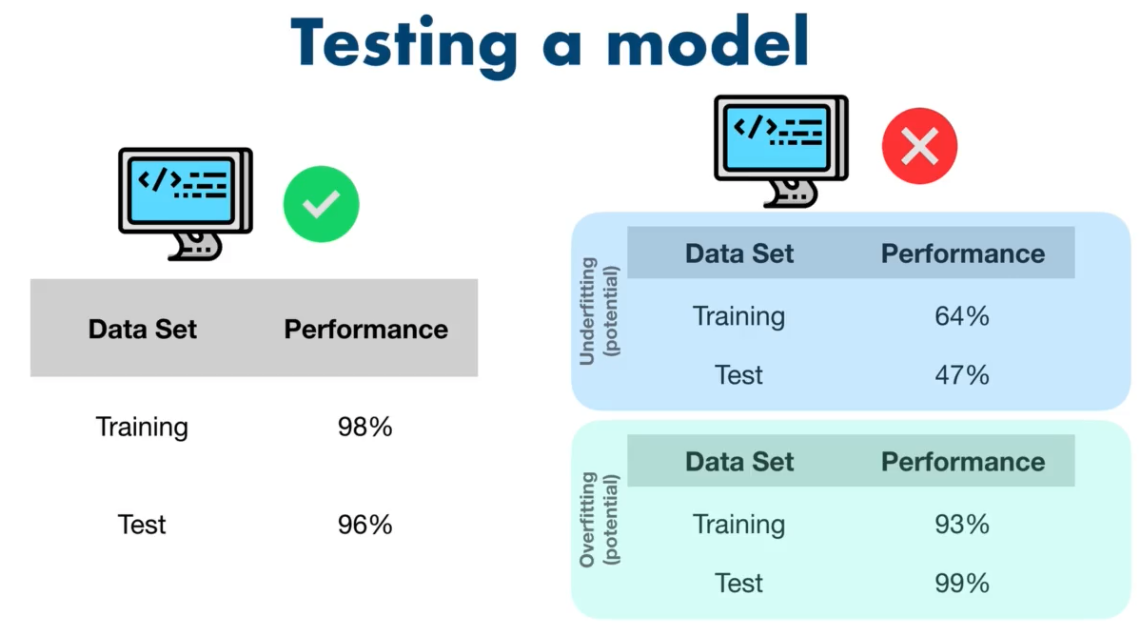 Testing a model
</>
Data Set Performance
Training 98%
Test 96%
</>
Underfitting
(potential)
Data Set Performance
Training 64%
Test 47%
Overfitting
(potential)
Data Set Performance
Training 93%
Test 99%